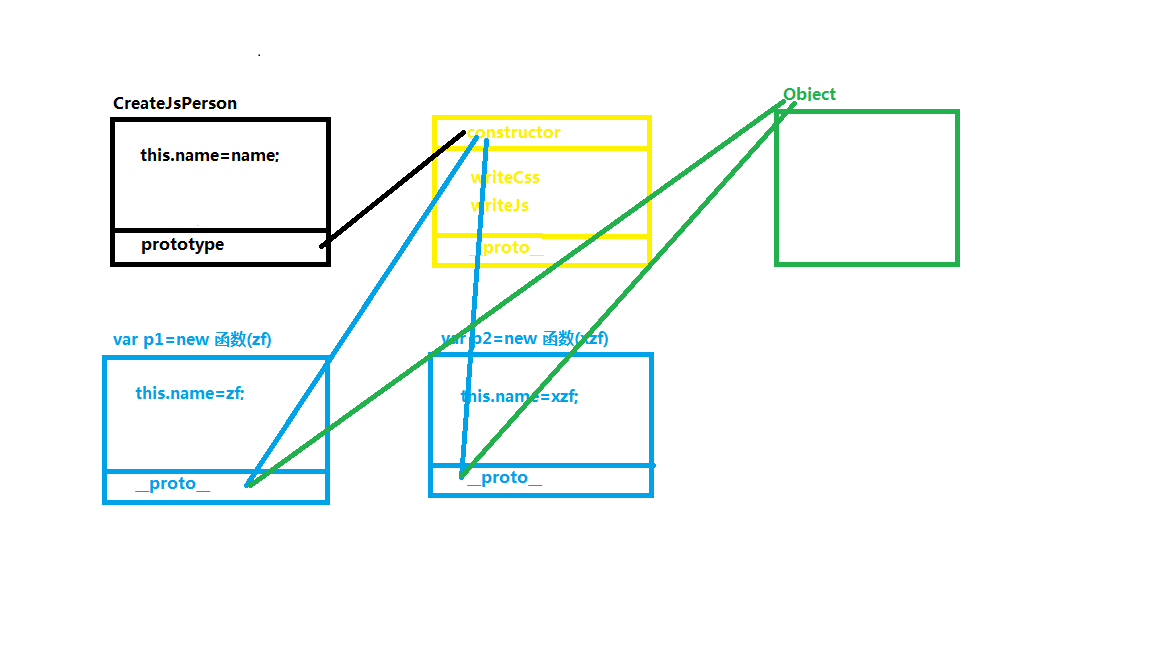 CreateJsPerson
this.name=name;
prototype
constructor
writeCss
writeJs
__proto__
Object
var p1=new 函数(zf)
this.name=zf;
__proto__
var p2=new 函数(xzf)
this.name=xzf;
__proto__